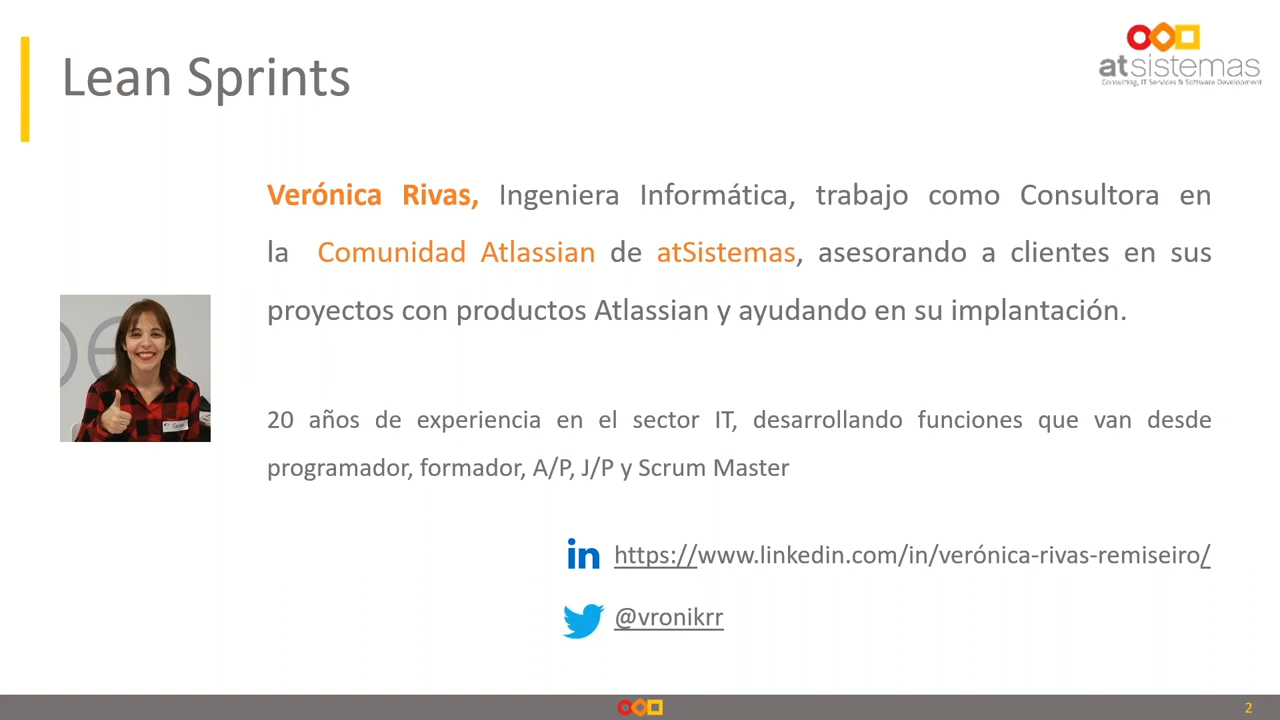 Lean Sprints
atsistemas
Consulting, IT Services & Software Development
Verónica Rivas, Ingeniera Informática, trabajo como Consultora en
la Comunidad Atlassian de atSistemas, asesorando a clientes en sus
proyectos con productos Atlassian y ayudando en su implantación.
20 años de experiencia en el sector IT, desarrollando funciones que van desde
programador, formador, A/P, J/P y Scrum Master
in https://www.linkedin.com/in/verónica-rivas-remiseiro/
@vronikrr
2